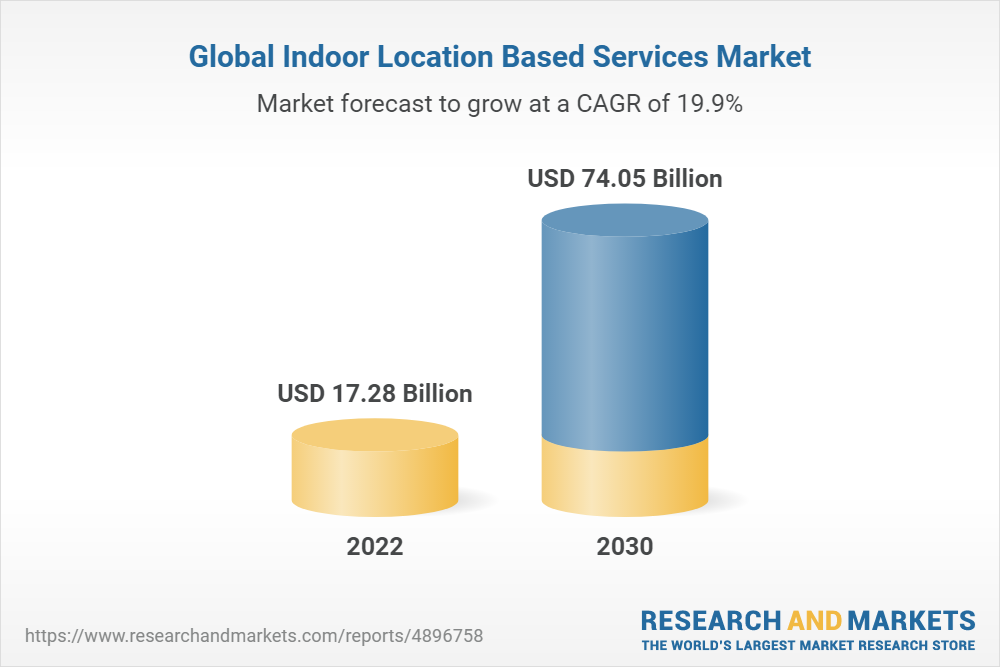 Global Indoor Location Based Services Market
Market forecast to grow at a CAGR of 19.9%
USD 74.05 Billion
USD 17.28 Billion
2022
2030
https://www.researchandmarkets.com/reports/4896758
RESEARCH AND MARKETS
THE WORLD'S LARGEST MARKET RESEARCH STORE